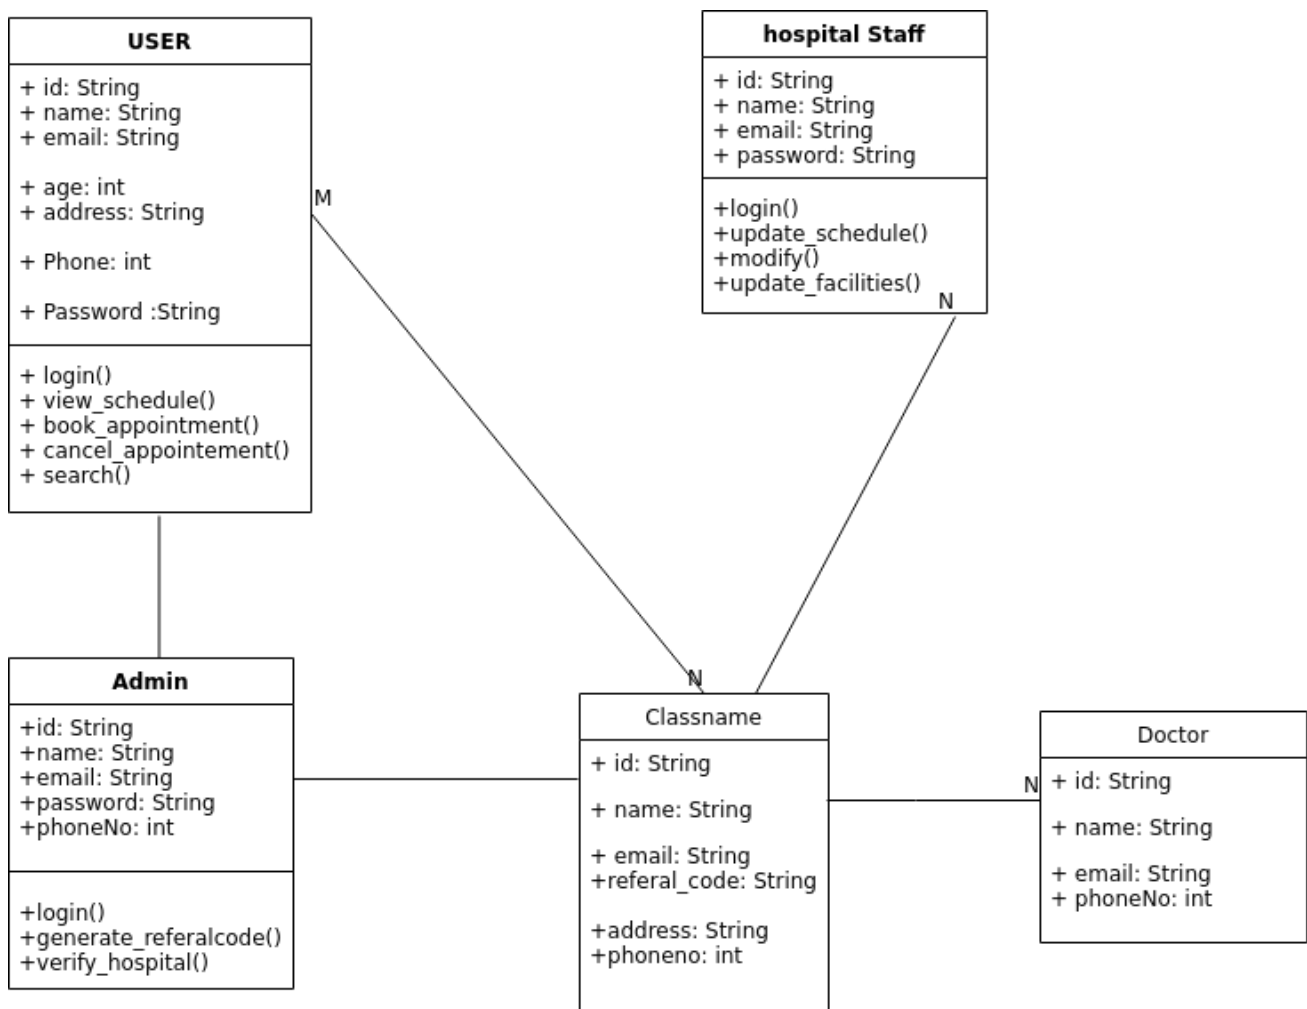 USER
+ id: String
+ name: String
+ email: String
+ age: int
+ address: String
+ Phone: int
+ Password :String
+ login()
+ view_schedule()
+ book_appointment()
+ cancel_appointement()
+ search()
M
hospital Staff
+ id: String
+ name: String
+ email: String
+ password: String
+login()
+update_schedule()
+modify()
+update_facilities()
N
Admin
+id: String
+name: String
+email: String
+password: String
+phoneNo: int
+login()
+generate_referalcode()
+verify_hospital()
N
Classname
+ id: String
+ name: String
+ email: String
+referal_code: String
+address: String
+phoneno: int
N
Doctor
+ id: String
+ name: String
+ email: String
+ phoneNo: int